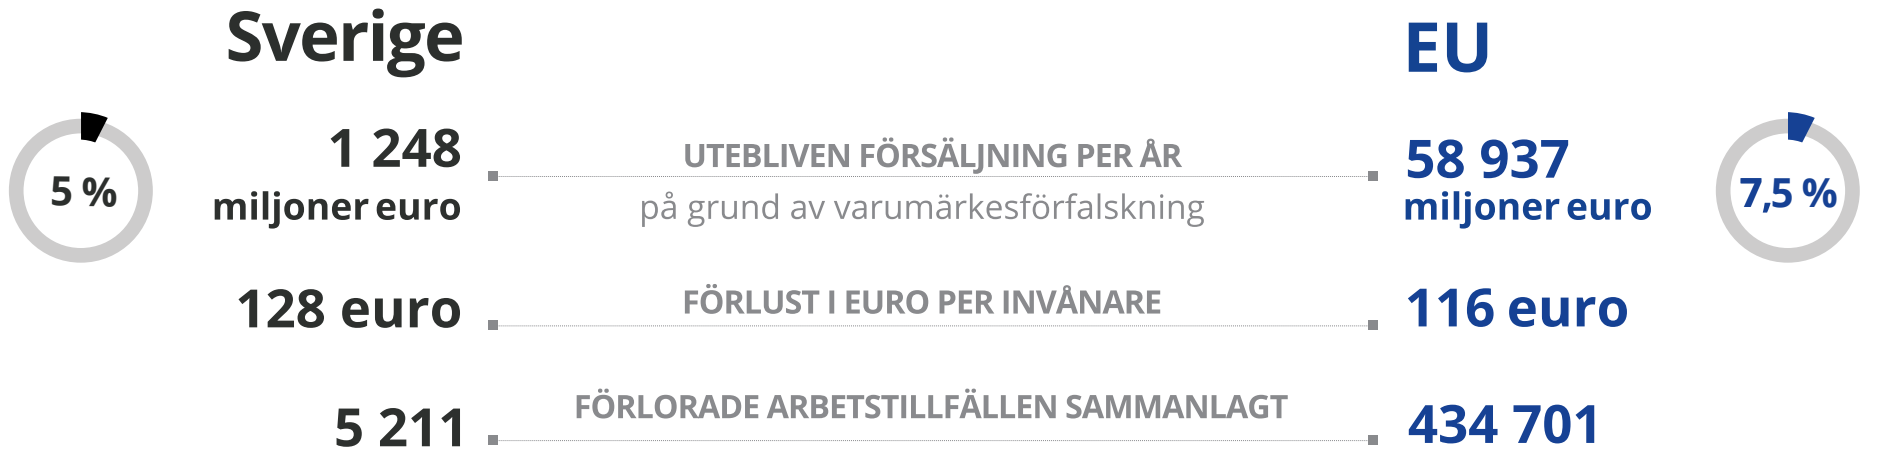 Sverige
EU
5 %
1 248
miljoner euro
UTEBLIVEN FÖRSÄLJNING PER ÅR
på grund av varumärkesförfalskning
58 937
miljoner euro
7,5 %
128 euro
FÖRLUST I EURO PER INVÅNARE
116 euro
5 211
FÖRLORADE ARBETSTILLFÄLLEN SAMMANLAGT
434 701